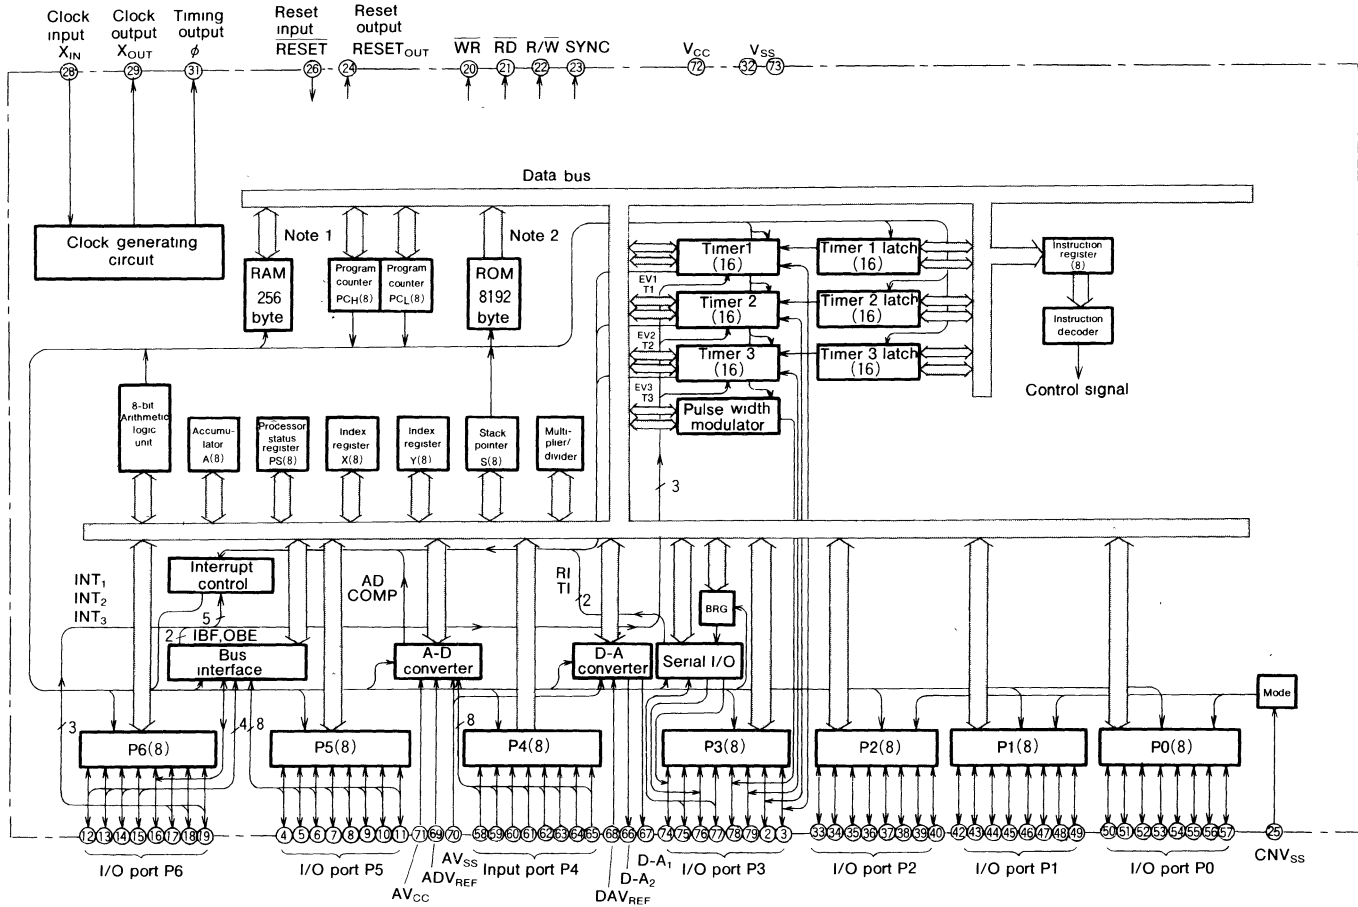 Clock input XIN
Clock output XOUT
Timing output φ
Reset input RESET
Reset output RESETOUT
WR RD R/W SYNC
VCC VSS
28 29 31 26 24 20 21 22 23 72 32 73
Data bus
Clock generating circuit
Note 1
Note 2
RAM 256 byte
Program counter PCH(8)
Program counter PCL(8)
ROM 8192 byte
Timer1 (16)
Timer 1 latch (16)
Instruction register (8)
EV1
T1
Timer 2 (16)
Timer 2 latch (16)
Instruction decoder
EV2
T2
Timer 3 (16)
Timer 3 latch (16)
Control signal
EV3
T3
Pulse width modulator
8-bit Arithmetic logic unit
Accumu-lator A(8)
Processor status register PS(8)
Index register X(8)
Index register Y(8)
Stack pointer S(8)
Multi-plier/divider
3
Interrupt control
INT1
INT2
INT3
AD COMP
RI
TI
2
BRG
5
2
IBF,OBE
Bus interface
A-D converter
D-A converter
Serial I/O
Mode
3
4
8
8
P6(8) P5(8) P4(8) P3(8) P2(8) P1(8) P0(8)
12 13 14 15 16 17 18 19
4 5 6 7 8 9 10 11
71 69 70
58 59 60 61 62 63 64 65
68 66 67
74 75 76 77 78 79 2 3
33 34 35 36 37 38 39 40
42 43 44 45 46 47 48 49
50 51 52 53 54 55 56 57
25
I/O port P6
I/O port P5
AVCC
ADVREF
AVSS
Input port P4
DAVREF
D-A2
D-A1
I/O port P3
I/O port P2
I/O port P1
I/O port P0
CNVSS